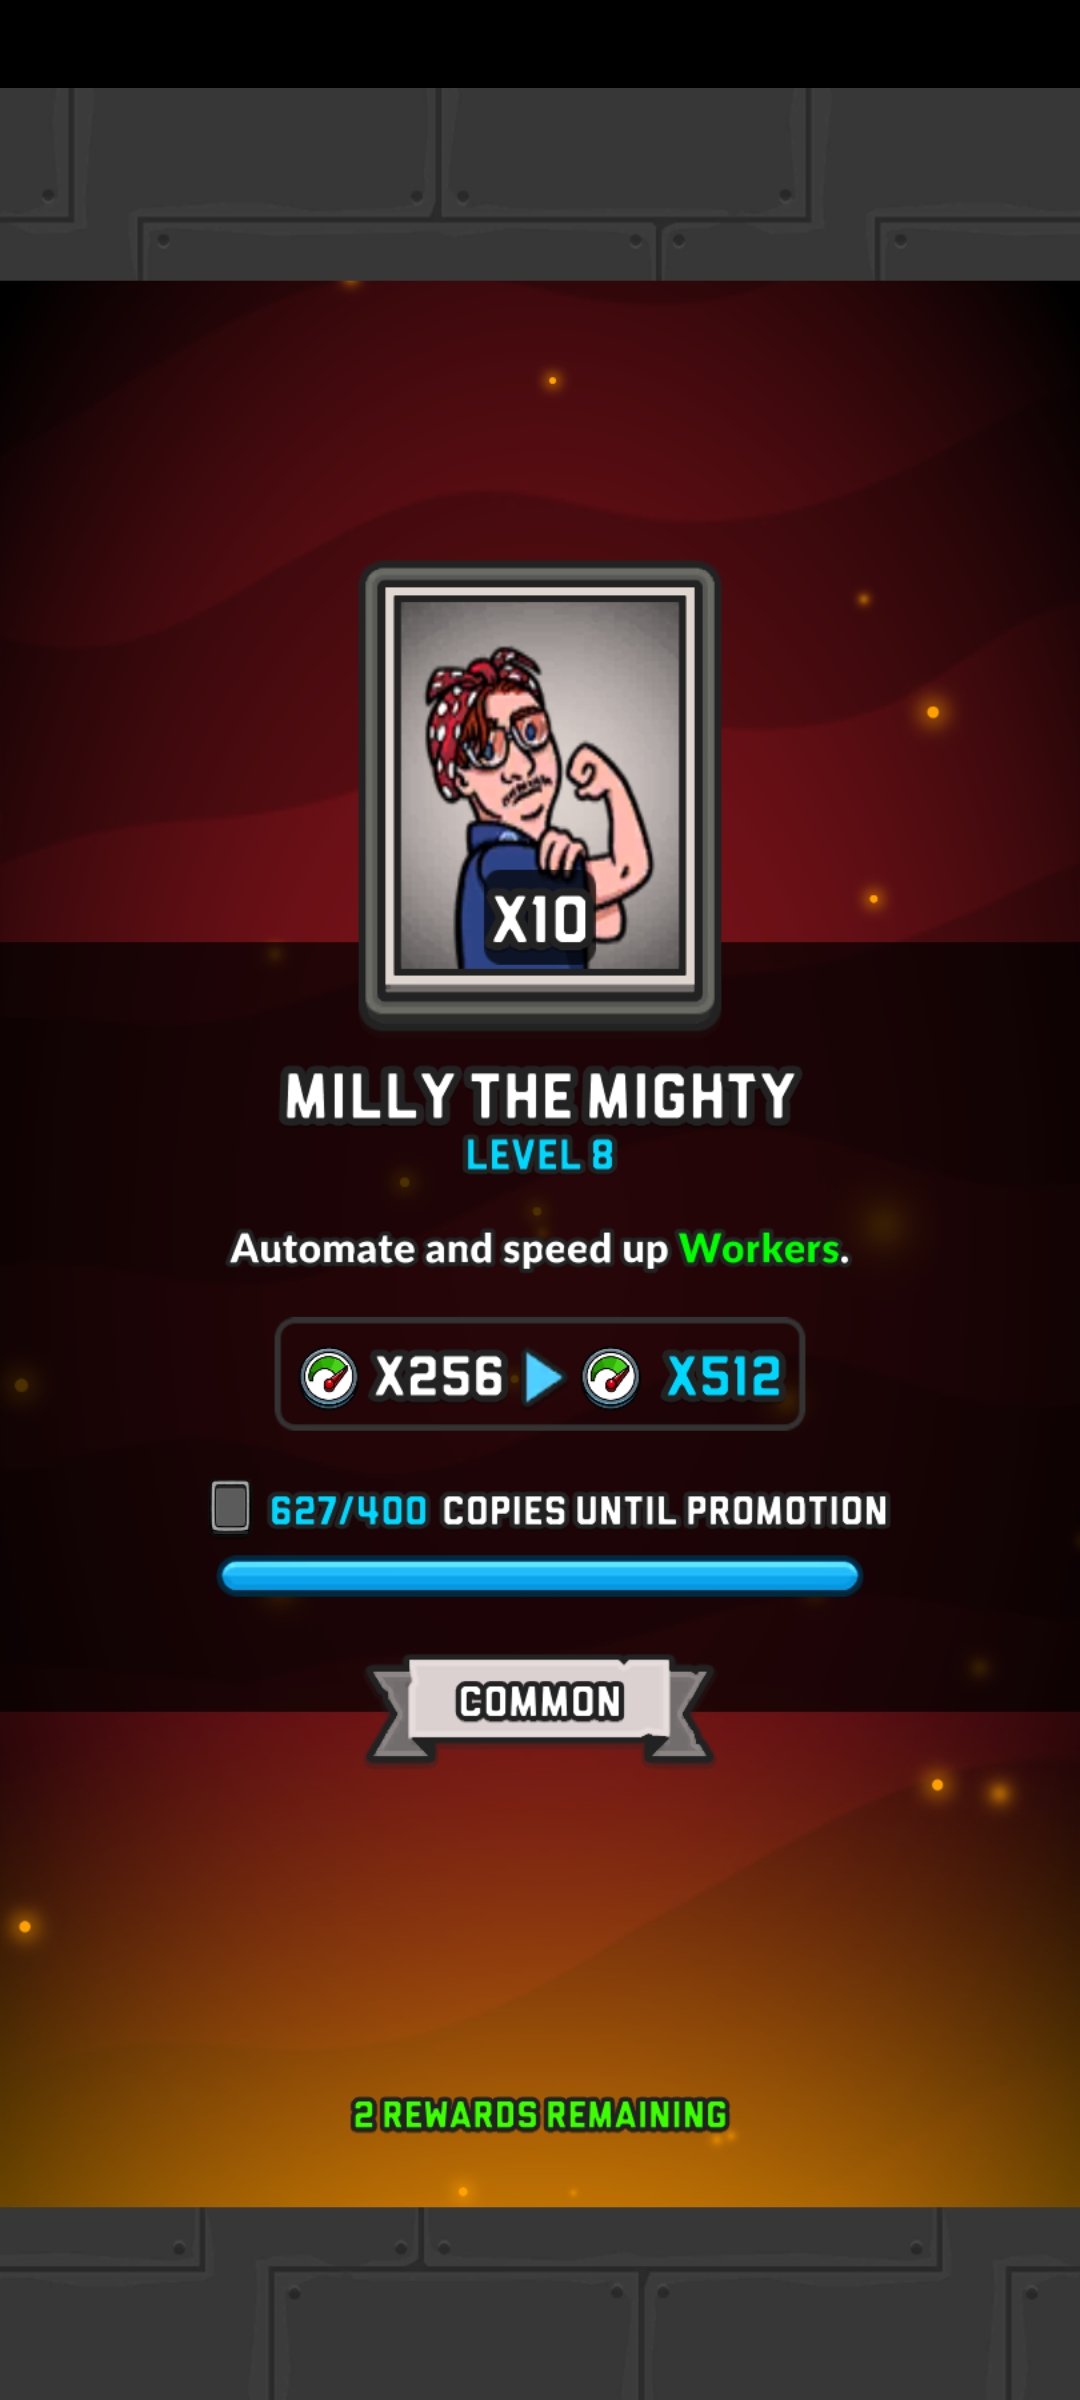 X10
MILLY THE MIGHTY
LEVEL 8
Automate and speed up Workers.
X256 X512
627/400 COPIES UNTIL PROMOTION
COMMON
2 REWARDS REMAINING